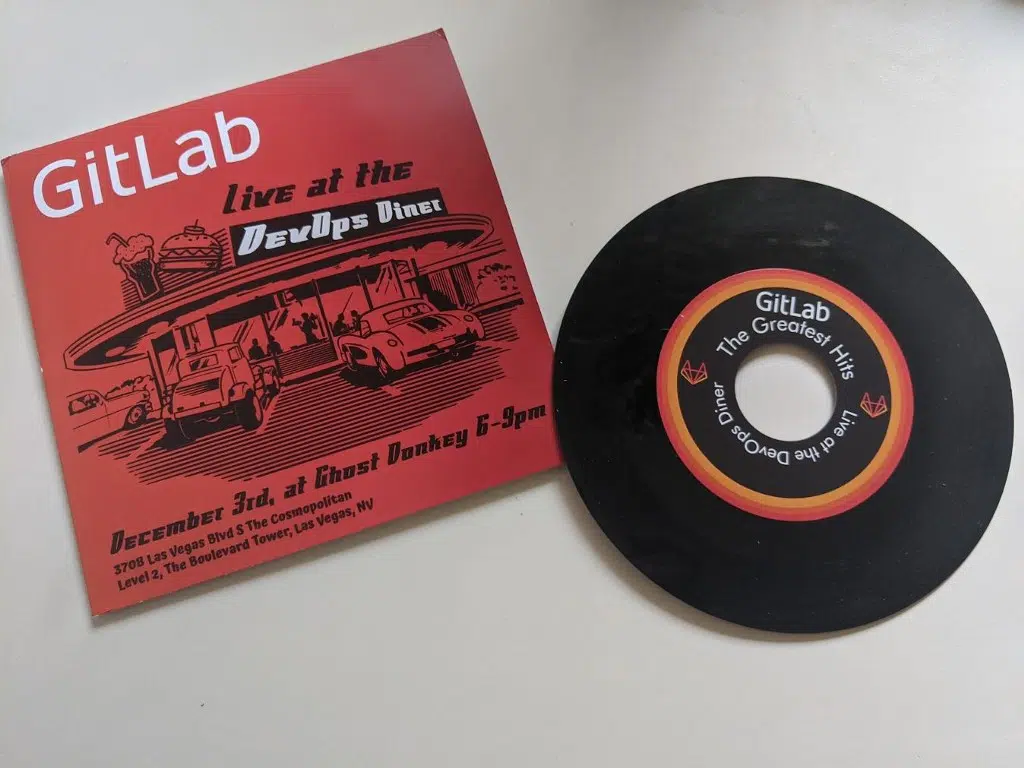 GitLab
Live at the
DevOps Diner
December 3rd, at Ghost Donkey 6-9pm
3708 Las Vegas Blvd S The Cosmopolitan
Level 2, The Boulevard Tower, Las Vegas, NV
GitLab
The Greatest Hits
Live at the DevOps Diner